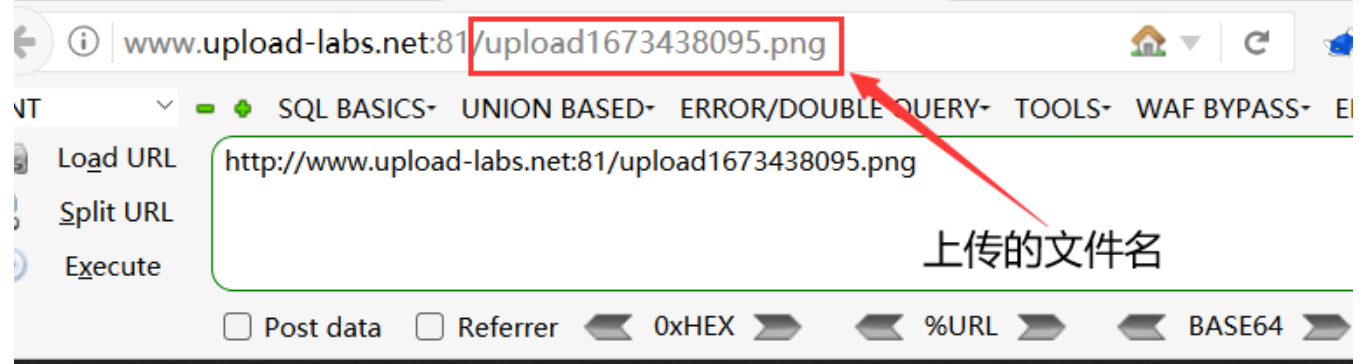 www.upload-labs.net:81/upload1673438095.png
NT SQL BASICS UNION BASED ERROR/DOUBLE QUERY TOOLS WAF BYPASS
Load URL http://www.upload-labs.net:81/upload1673438095.png
Split URL
上传的文件名
Execute
Post data Referrer 0xHEX %URL BASE64